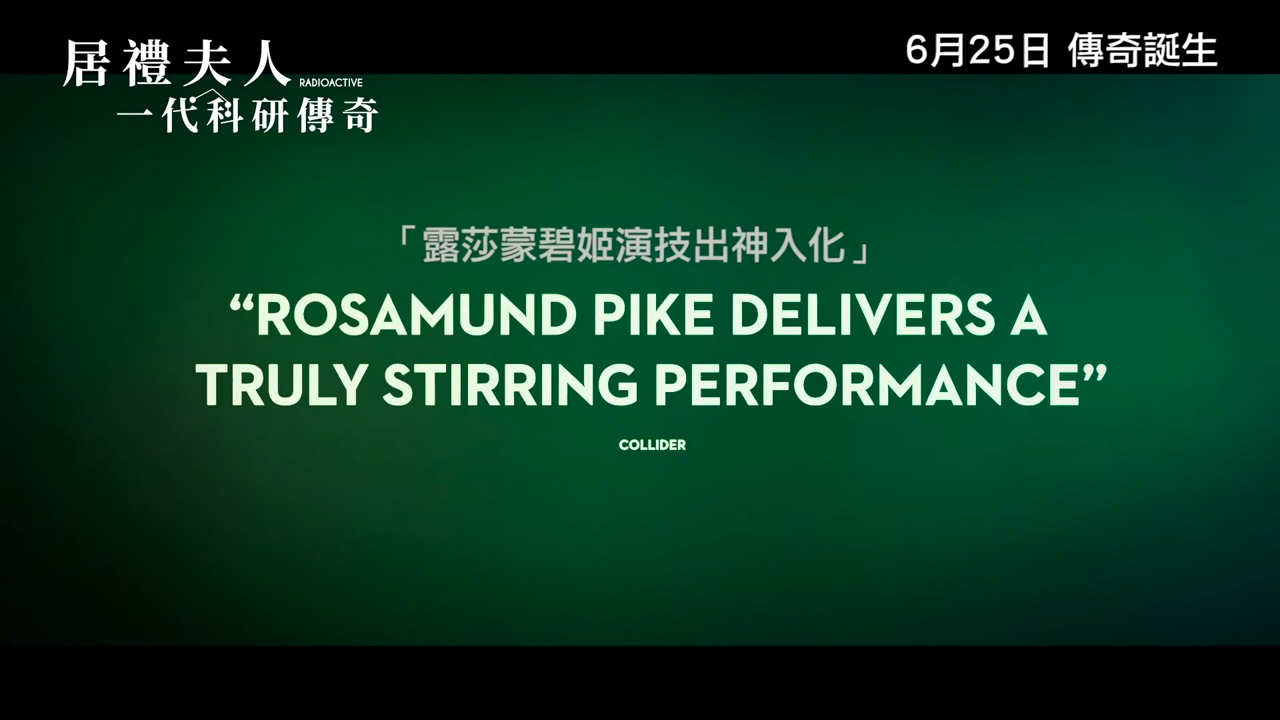 居禮夫人
RADIOACTIVE
一代科研傳奇
6月25日 傳奇誕生
「露莎蒙碧姬演技出神入化」
“ROSAMUND PIKE DELIVERS A
TRULY STIRRING PERFORMANCE”
COLLIDER